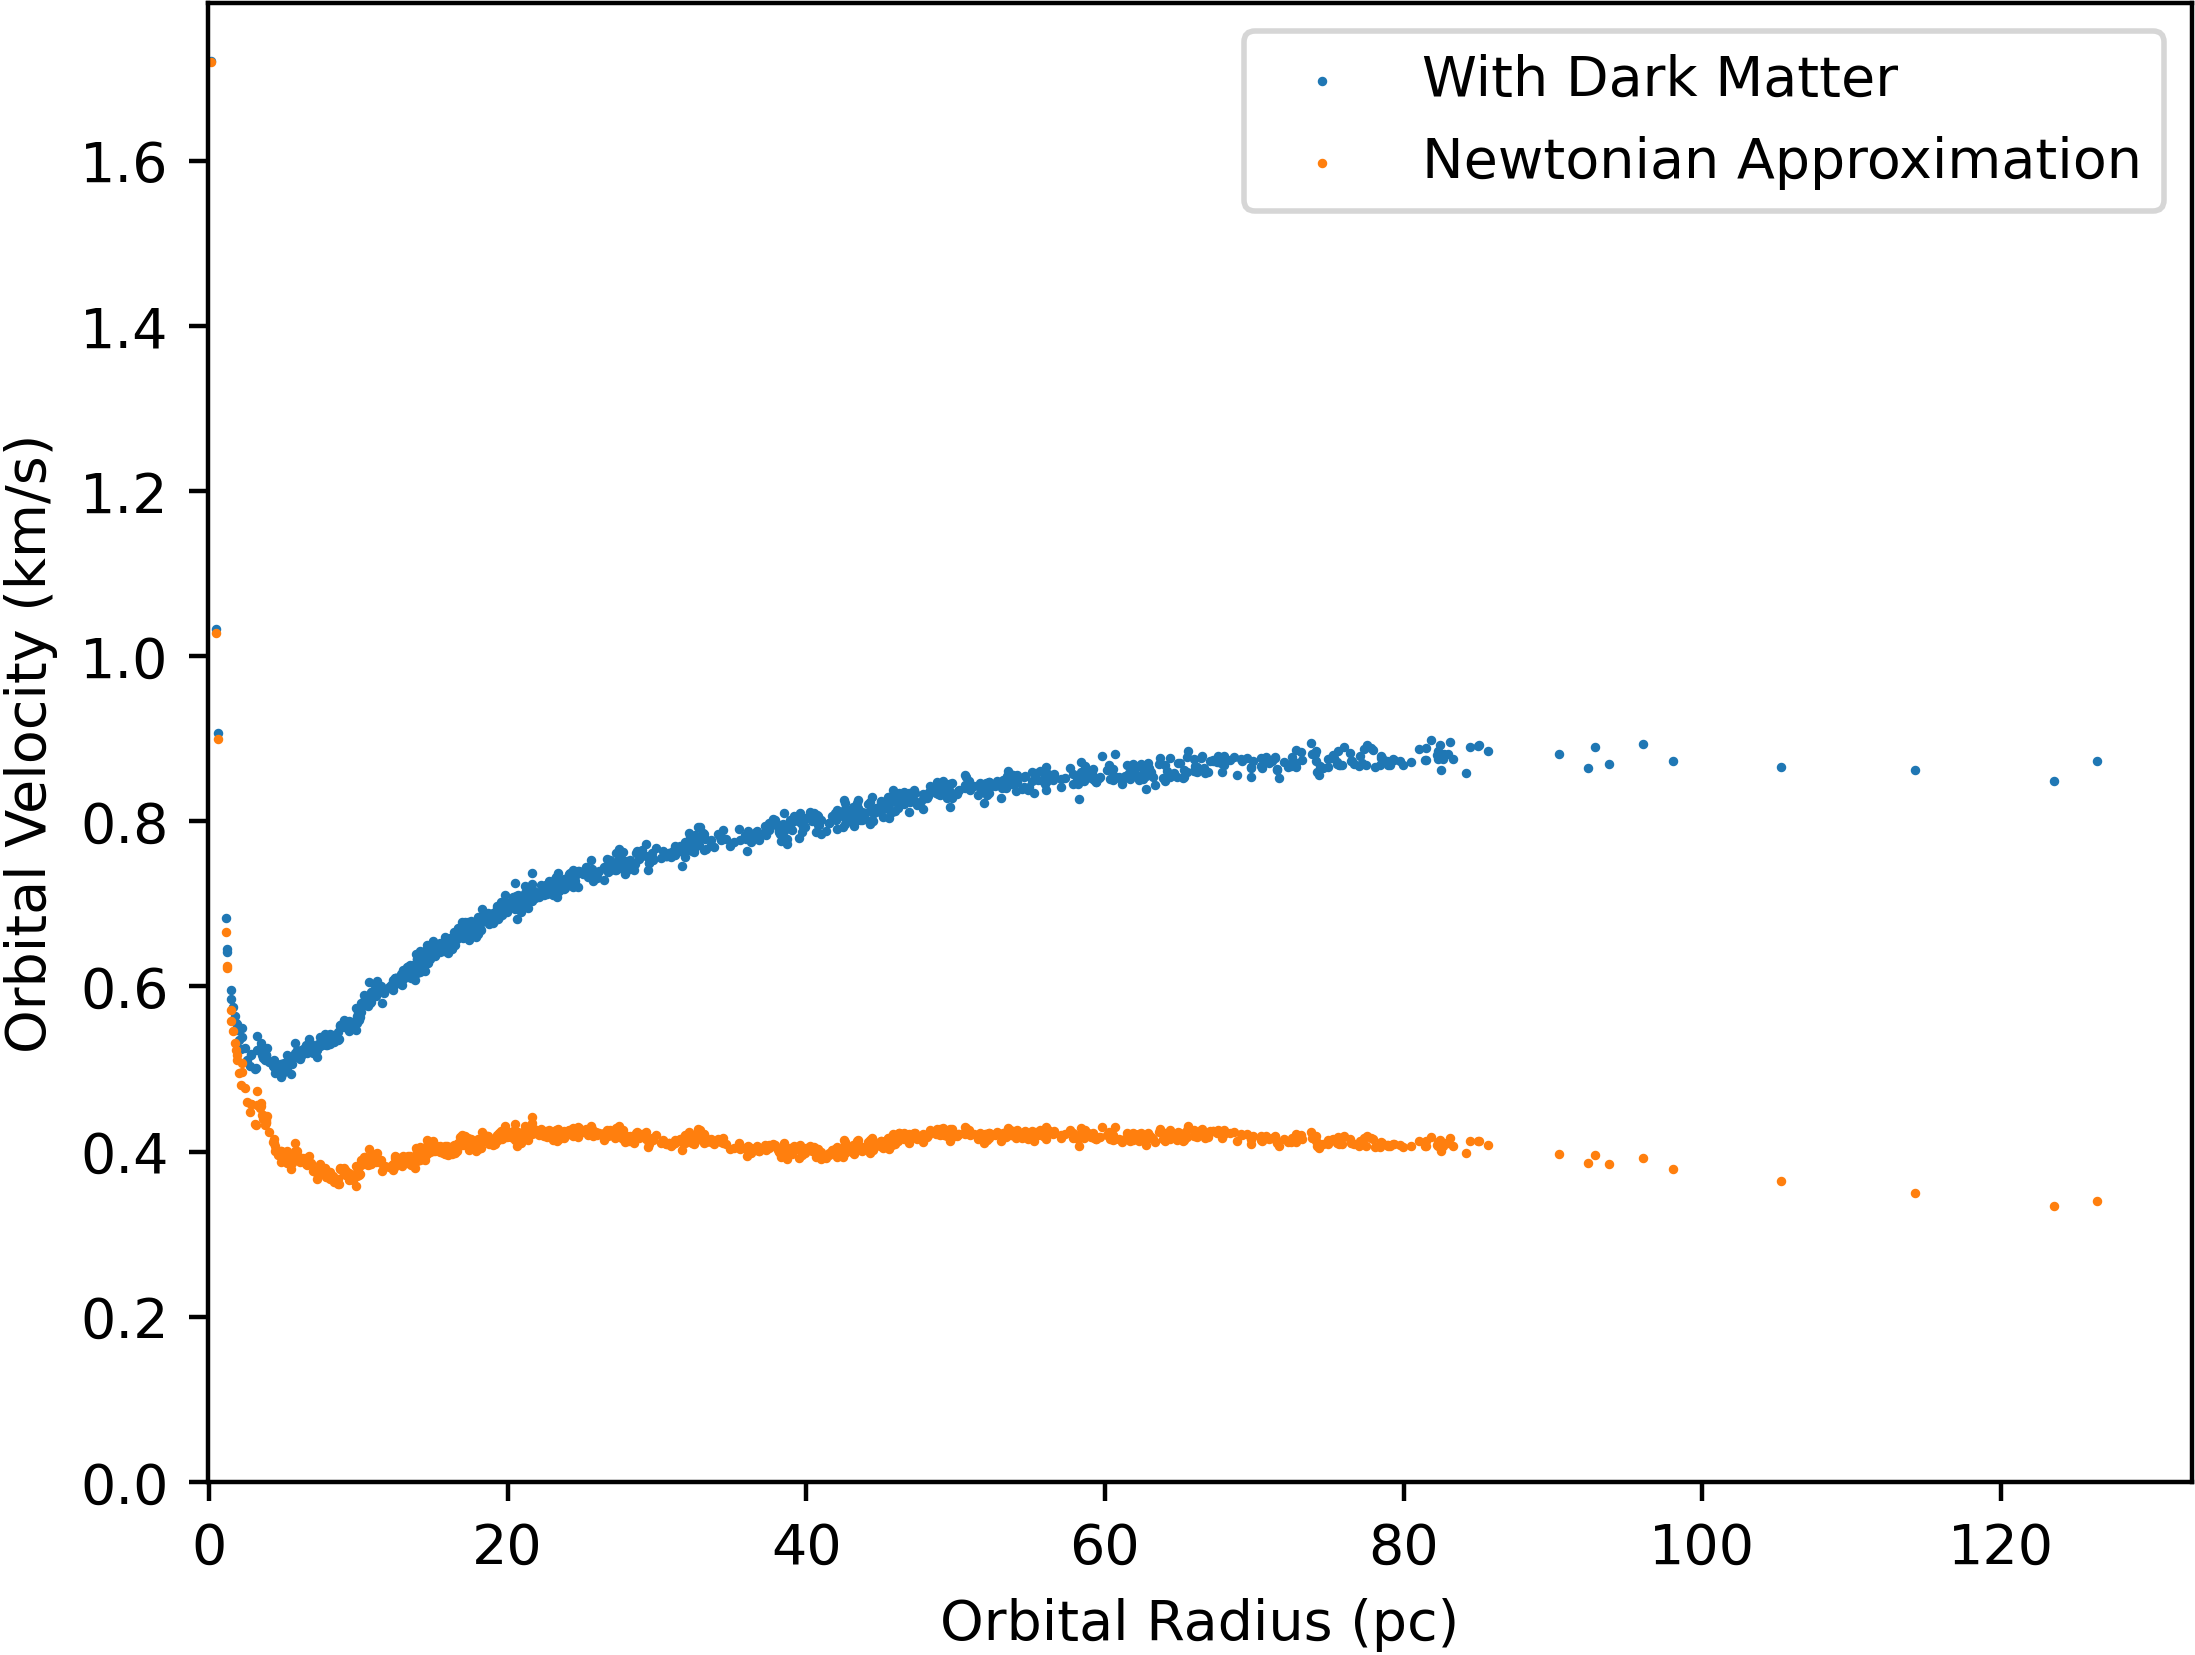 With Dark Matter
Newtonian Approximation
1.6
1.4
1.2
1.0
0.8
0.6
0.4
0.2
0.0
Orbital Velocity (km/s)
0 20 40 60 80 100 120
Orbital Radius (pc)